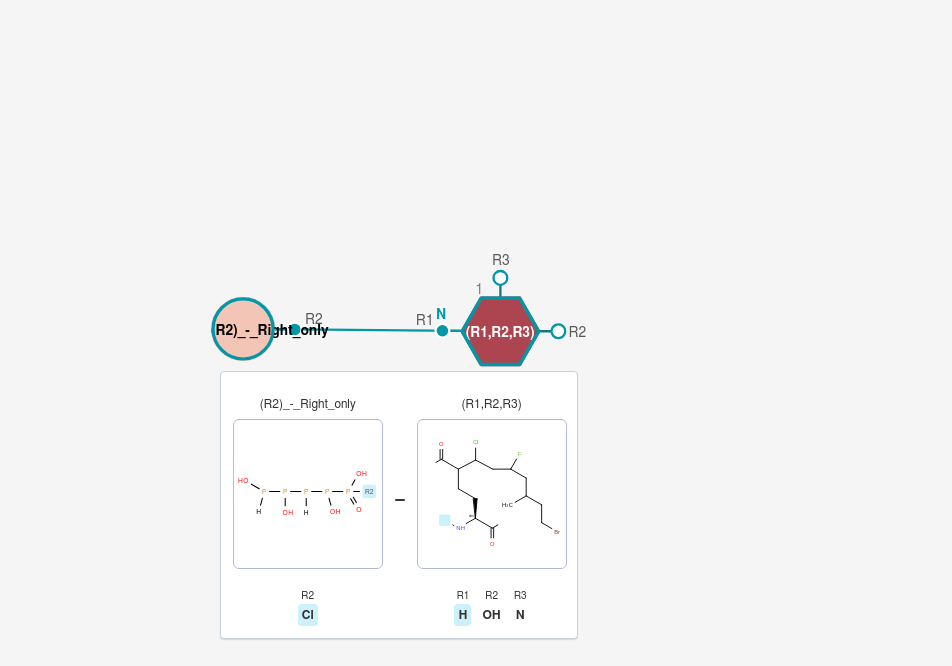 R3
1
R2
R1
N
(R2)_-_Right_only
(R1,R2,R3)
R2
(R2)_-_Right_only
(R1,R2,R3)
HO
P
P
P
P
P
OH
R2
O
H
OH
H
OH
Cl
O
F
H₃C
NH
O
Br
R2
R1 R2 R3
Cl
H OH N